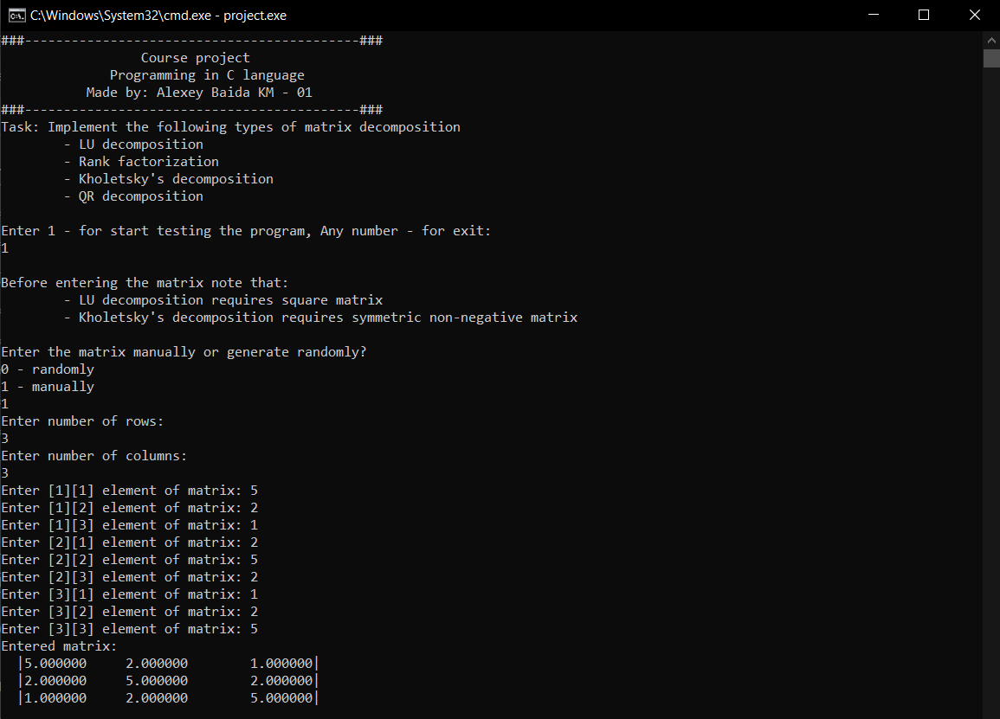 C:\Windows\System32\cmd.exe - project.exe
###-------------------------------------------###
Course project
Programming in C language
Made by: Alexey Baida KM - 01
###-------------------------------------------###
Task: Implement the following types of matrix decomposition
- LU decomposition
- Rank factorization
- Kholetsky's decomposition
- QR decomposition
Enter 1 - for start testing the program, Any number - for exit:
1
Before entering the matrix note that:
- LU decomposition requires square matrix
- Kholetsky's decomposition requires symmetric non-negative matrix
Enter the matrix manually or generate randomly?
0 - randomly
1 - manually
1
Enter number of rows:
3
Enter number of columns:
3
Enter [1][1] element of matrix: 5
Enter [1][2] element of matrix: 2
Enter [1][3] element of matrix: 1
Enter [2][1] element of matrix: 2
Enter [2][2] element of matrix: 5
Enter [2][3] element of matrix: 2
Enter [3][1] element of matrix: 1
Enter [3][2] element of matrix: 2
Enter [3][3] element of matrix: 5
Entered matrix:
|5.000000 2.000000 1.000000|
|2.000000 5.000000 2.000000|
|1.000000 2.000000 5.000000|